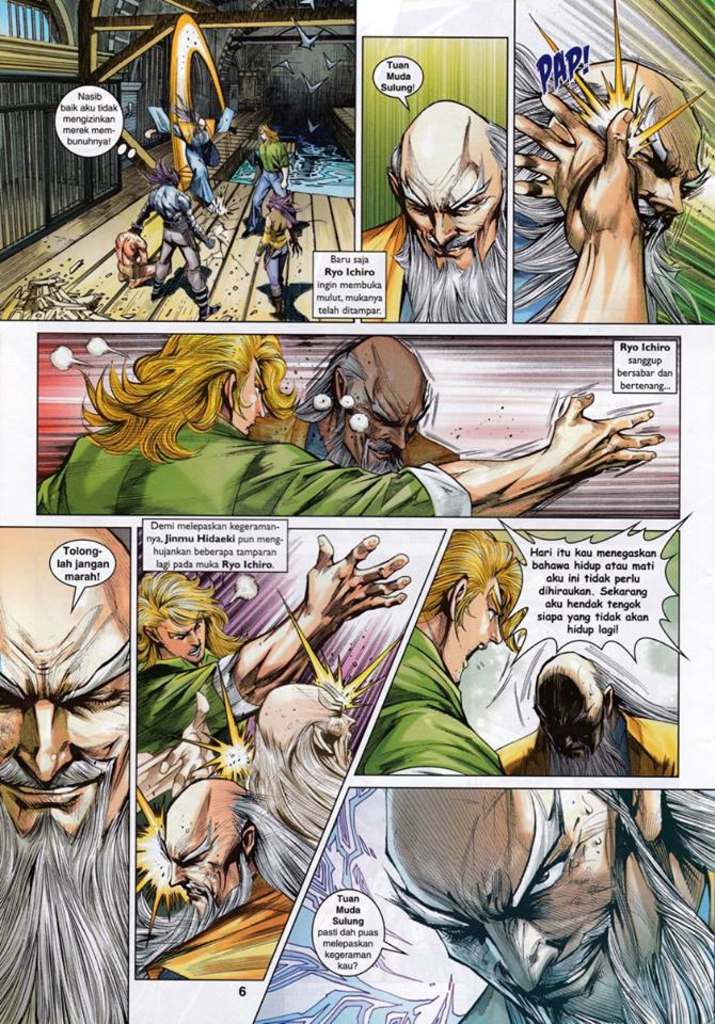 Nasib
baik aku tidak
mengizinkan
merek mem-
bunuhnya!
Baru saja
Ryo Ichiro
ingin membuka
mulut, mukanya
telah ditampar.
Tuan
Muda
Sulung!
PAP!
Ryo Ichiro
sanggup
bersabar dan
bertenang...
Tolong-
lah jangan
marah!
Demi melepaskan kegeraman-
nya, Jinmu Hidaeki pun meng-
hujankan beberapa tamparan
lagi pada muka Ryo Ichiro.
Hari itu kau menegaskan
bahawa hidup atau mati
aku ini tidak perlu
dihiraukan. Sekarang
aku hendak tengok
siapa tidak akan
hidup lagi!
Tuan
Muda
Sulung
pasti dah puas
melepaskan
kegeraman
kau?
6